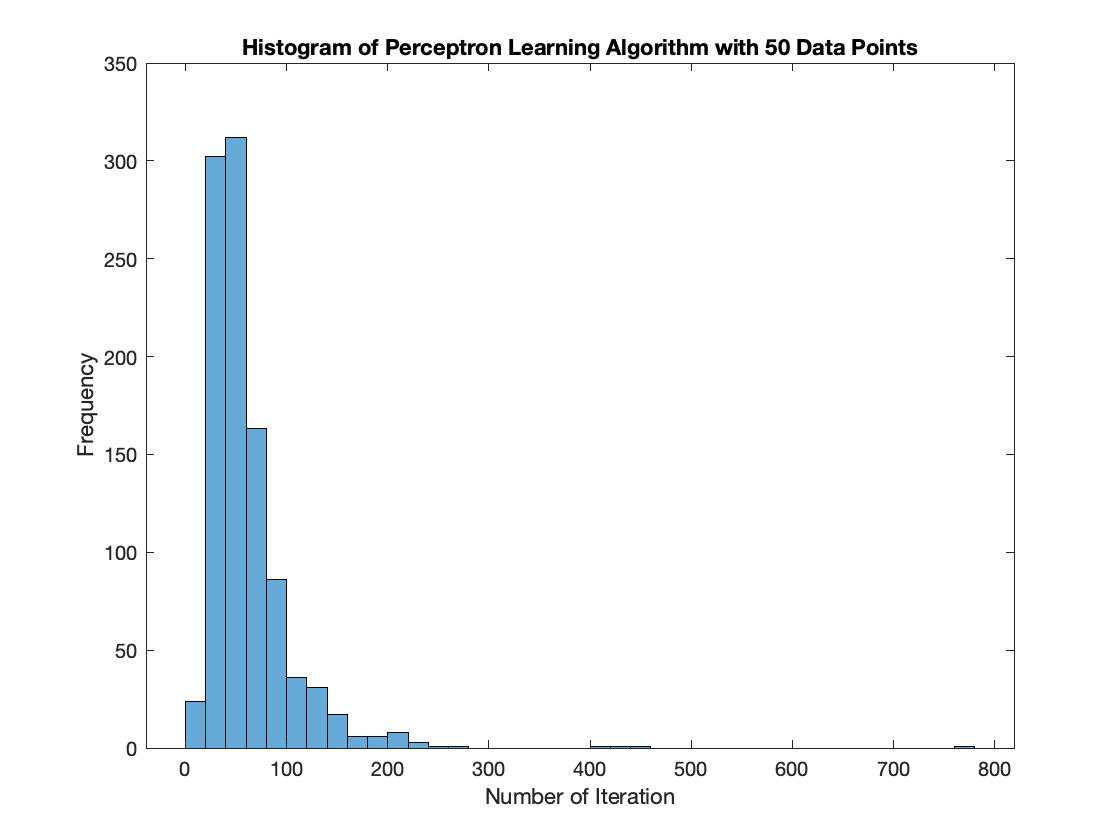 Histogram of Perceptron Learning Algorithm with 50 Data Points
350
300
250
200
150
100
50
0
Frequency
0 100 200 300 400 500 600 700 800
Number of Iteration